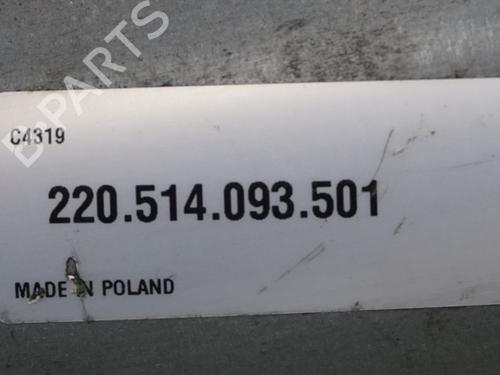 B-PARTS
C4319
220.514.093.501
MADE IN POLAND